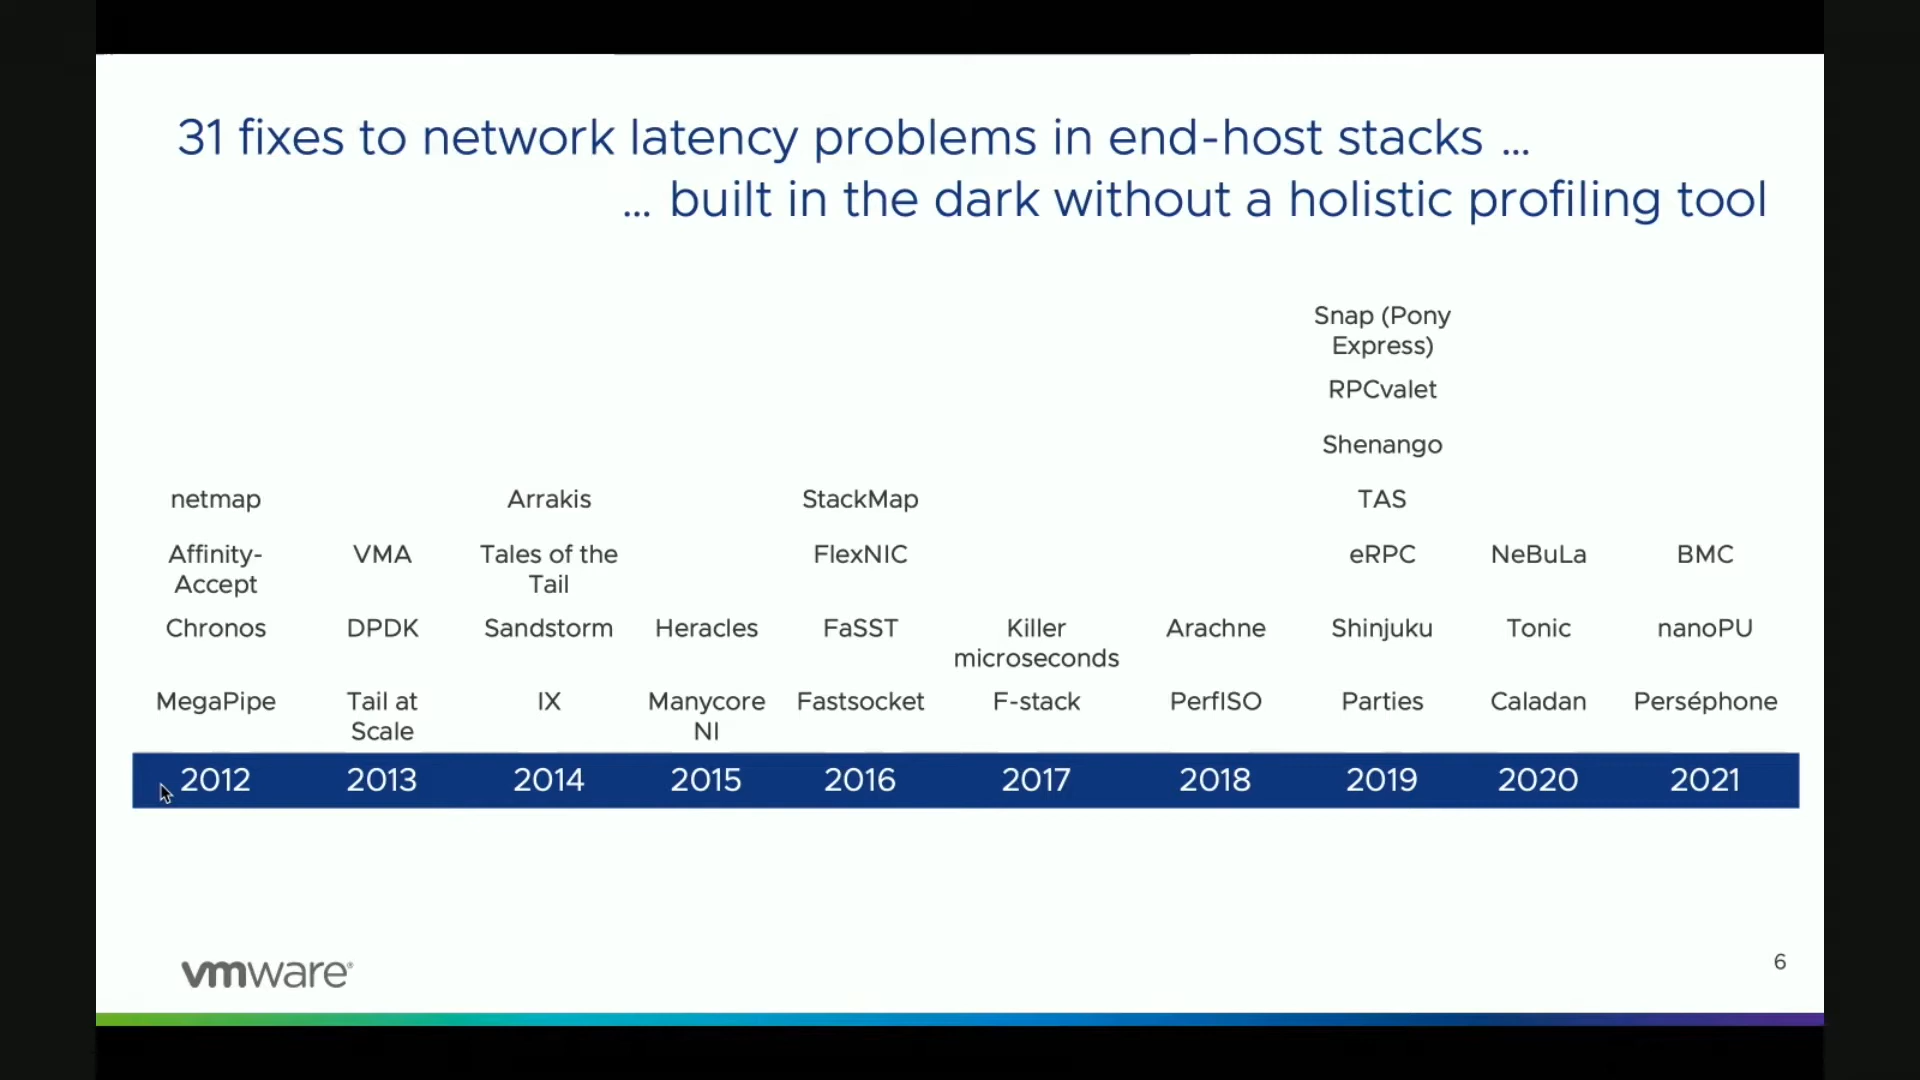 31 fixes to network latency problems in end-host stacks ...
... built in the dark without a holistic profiling tool
Snap (Pony
Express)
RPCvalet
Shenango
netmap Arrakis StackMap TAS
Affinity-
Accept VMA Tales of the
Tail FlexNIC eRPC NeBuLa BMC
Chronos DPDK Sandstorm Heracles FaSST Killer
microseconds Arachne Shinjuku Tonic nanoPU
MegaPipe Tail at
Scale IX Manycore
NI Fastsocket F-stack PerfISO Parties Caladan Perséphone
2012 2013 2014 2015 2016 2017 2018 2019 2020 2021
vmware®
6